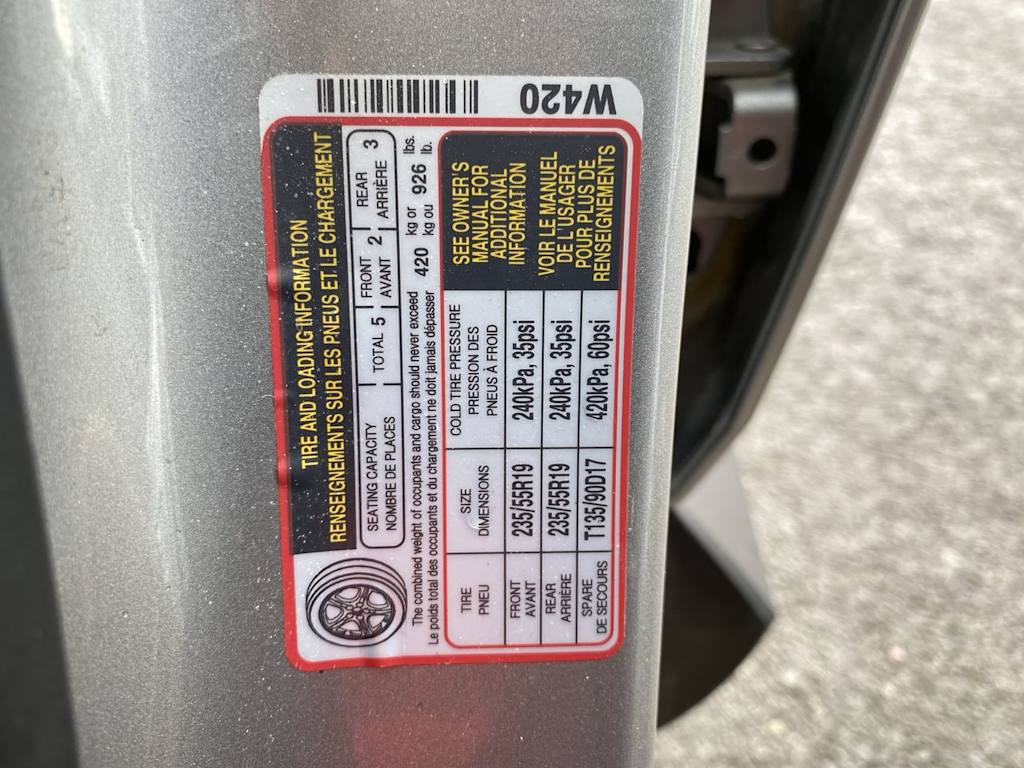 W420
TIRE AND LOADING INFORMATION
RENSEIGNEMENTS SUR LES PNEUS ET LE CHARGEMENT
SEATING CAPACITY
NOMBRE DE PLACES
TOTAL 5
FRONT
AVANT
2
REAR
ARRIÈRE
3
The combined weight of occupants and cargo should never exceed
Le poids total des occupants et du chargement ne doit jamais dépasser
420
kg or
kg ou
926
lbs.
lb.
TIRE
PNEU
SIZE
DIMENSIONS
COLD TIRE PRESSURE
PRESSION DES
PNEUS À FROID
FRONT
AVANT
235/55R19
240kPa, 35psi
REAR
ARRIÈRE
235/55R19
240kPa, 35psi
SPARE
DE SECOURS
T135/90D17
420kPa, 60psi
SEE OWNER'S
MANUAL FOR
ADDITIONAL
INFORMATION
VOIR LE MANUEL
DE L'USAGER
POUR PLUS DE
RENSEIGNEMENTS